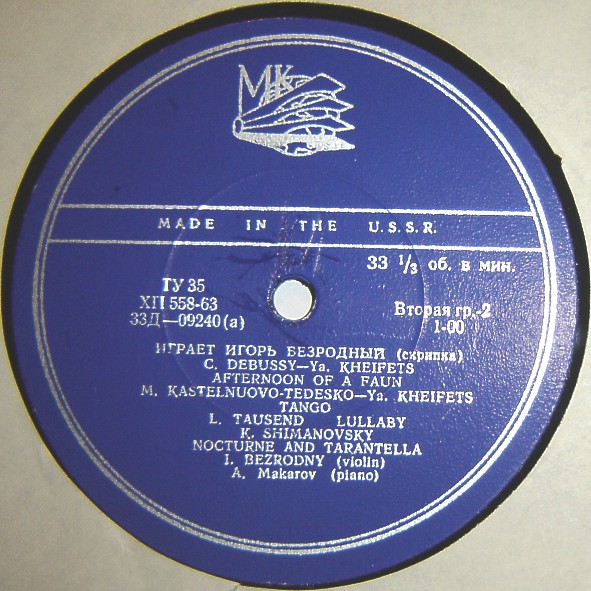 МК
MADE IN THE U.S.S.R.
33 1/3 об. в мин.
ТУ 35
ХП 558-63
33Д—09240(а)
Вторая гр.-2
1-00
ИГРАЕТ ИГОРЬ БЕЗРОДНЫЙ (скрипка)
C. DEBUSSY—Ya. KHEIFETS
AFTERNOON OF A FAUN
M. KASTELNUOVO-TEDESKO—Ya. KHEIFETS
TANGO
L. TAUSEND LULLABY
K. SHIMANOVSKY
NOCTURNE AND TARANTELLA
I. BEZRODNY (violin)
A. Makarov (piano)